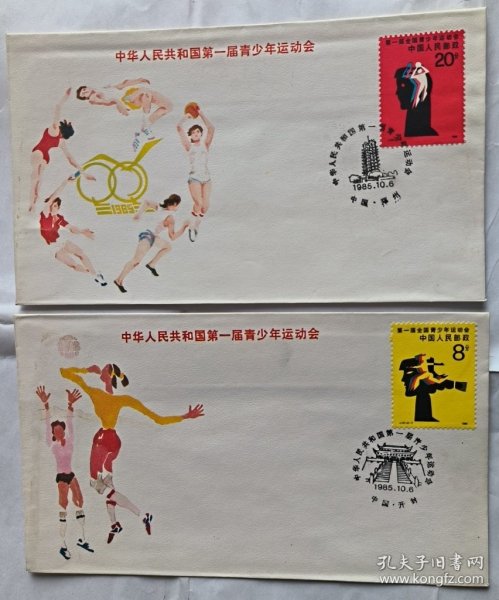 中华人民共和国第一届青少年运动会
第一届全国青少年运动会
中国人民邮政
20分
中华人民共和国第一届青少年运动会
1985.10.6
中国·郑州
1985
中华人民共和国第一届青少年运动会
第一届全国青少年运动会
中国人民邮政
8分
中华人民共和国第一届青少年运动会
1985.10.6
中国·开封
孔夫子旧书网
www.kongfz.com